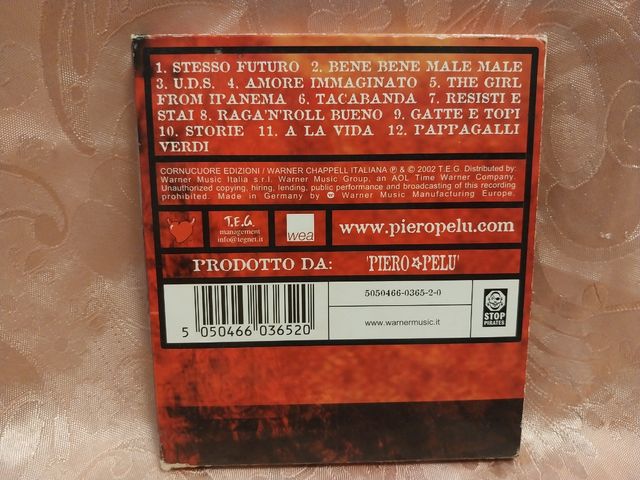 1. STESSO FUTURO 2. BENE BENE MALE MALE
3. U.D.S. 4. AMORE IMMAGINATO 5. THE GIRL
FROM IPANEMA 6. TACABANDA 7. RESISTI E
STAI 8. RAGA'N'ROLL BUENO 9. GATTE E TOPI
10. STORIE 11. A LA VIDA 12. PAPPAGALLI
VERDI
CORNUCUORE EDIZIONI / WARNER CHAPPELL ITALIANA ℗ & © 2002 T.E.G. Distributed by:
Warner Music Italia s.r.l. Warner Music Group, an AOL Time Warner Company.
Unauthorized copying, hiring, lending, public performance and broadcasting of this recording
prohibited. Made in Germany by Warner Music Manufacturing Europe.
T.E.G.
management
info@tegnet.it
wea
www.pieropelu.com
PRODOTTO DA: 'PIERO☆PELU'
5 050466 036520
5050466-0365-2-0
www.warnermusic.it
STOP
PIRATES